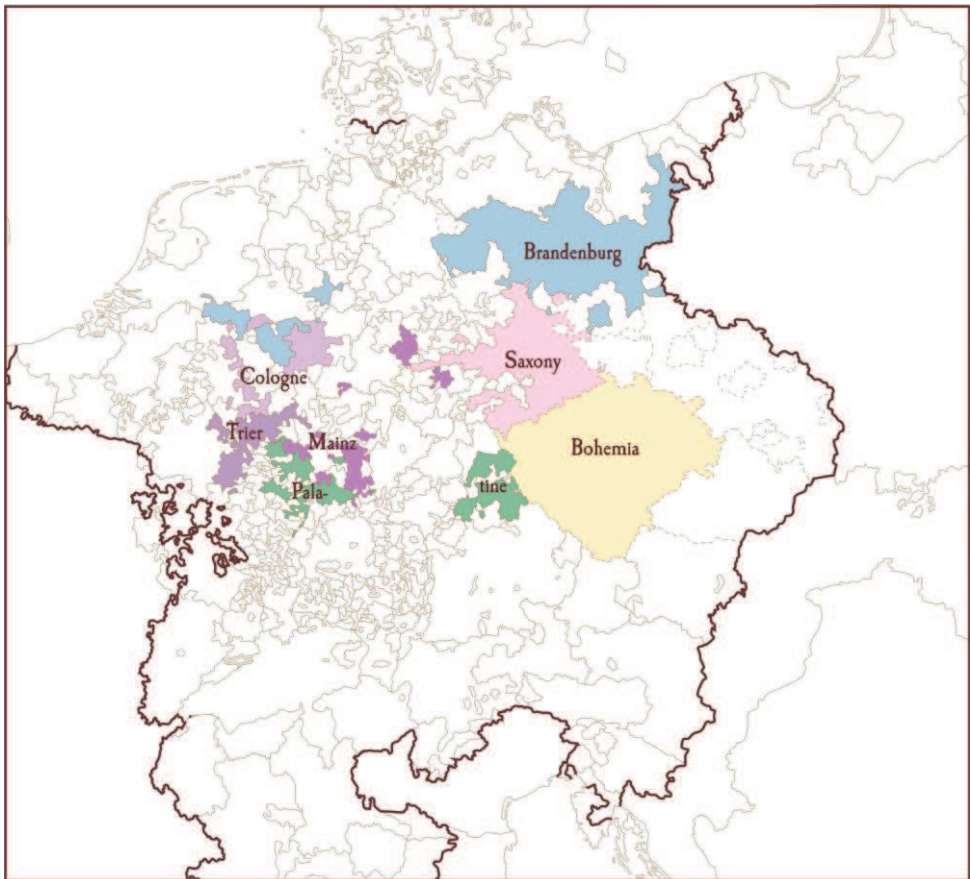 Brandenburg
Saxony
Cologne
Trier
Mainz
Bohemia
Pala-
tine